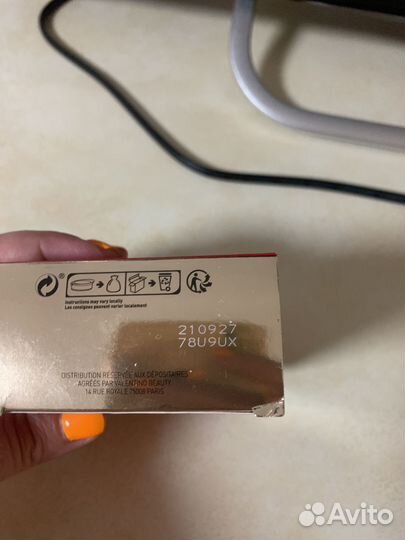 Instructions may vary locally
Les consignes peuvent varier localement
210927
78U9UX
DISTRIBUTION RÉSERVÉE AUX DÉPOSITAIRES
AGRÉÉS PAR VALENTINO BEAUTY
14 RUE ROYALE 75008 PARIS
Avito